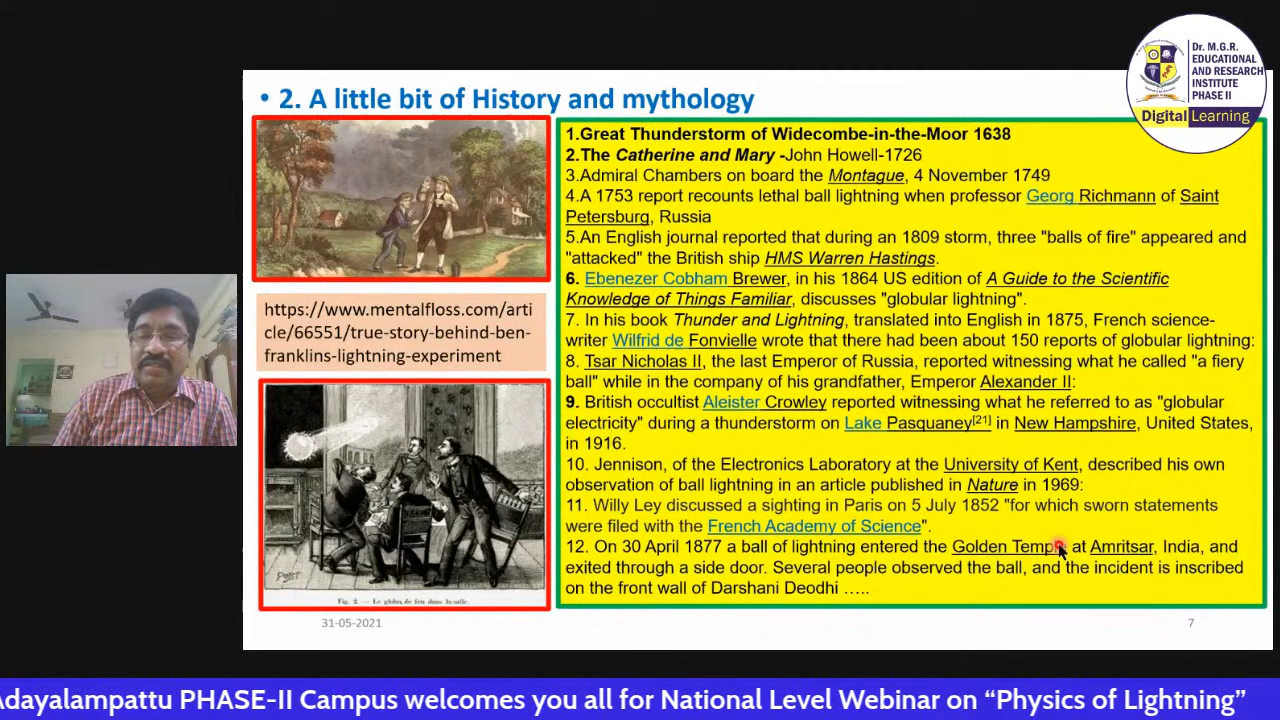 Dr. M.G.R.
EDUCATIONAL
AND RESEARCH
INSTITUTE
PHASE II
Digital Learning
• 2. A little bit of History and mythology
https://www.mentalfloss.com/arti
cle/66551/true-story-behind-ben-
franklins-lightning-experiment
Fig. 2. — Le globe de feu dans la salle.
1.Great Thunderstorm of Widecombe-in-the-Moor 1638
2.The Catherine and Mary -John Howell-1726
3.Admiral Chambers on board the Montague, 4 November 1749
4.A 1753 report recounts lethal ball lightning when professor Georg Richmann of Saint
Petersburg, Russia
5.An English journal reported that during an 1809 storm, three "balls of fire" appeared and
"attacked" the British ship HMS Warren Hastings.
6. Ebenezer Cobham Brewer, in his 1864 US edition of A Guide to the Scientific
Knowledge of Things Familiar, discusses "globular lightning".
7. In his book Thunder and Lightning, translated into English in 1875, French science-
writer Wilfrid de Fonvielle wrote that there had been about 150 reports of globular lightning:
8. Tsar Nicholas II, the last Emperor of Russia, reported witnessing what he called "a fiery
ball" while in the company of his grandfather, Emperor Alexander II:
9. British occultist Aleister Crowley reported witnessing what he referred to as "globular
electricity" during a thunderstorm on Lake Pasquaney[21] in New Hampshire, United States,
in 1916.
10. Jennison, of the Electronics Laboratory at the University of Kent, described his own
observation of ball lightning in an article published in Nature in 1969:
11. Willy Ley discussed a sighting in Paris on 5 July 1852 "for which sworn statements
were filed with the French Academy of Science".
12. On 30 April 1877 a ball of lightning entered the Golden at Amritsar, India, and
exited through a side door. Several people observed the ball, and the incident is inscribed
on the front wall of Darshani Deodhi …..
31-05-2021
7
PHASE-II Campus welcomes you all for National Level Webinar on “Physics of Lightning”